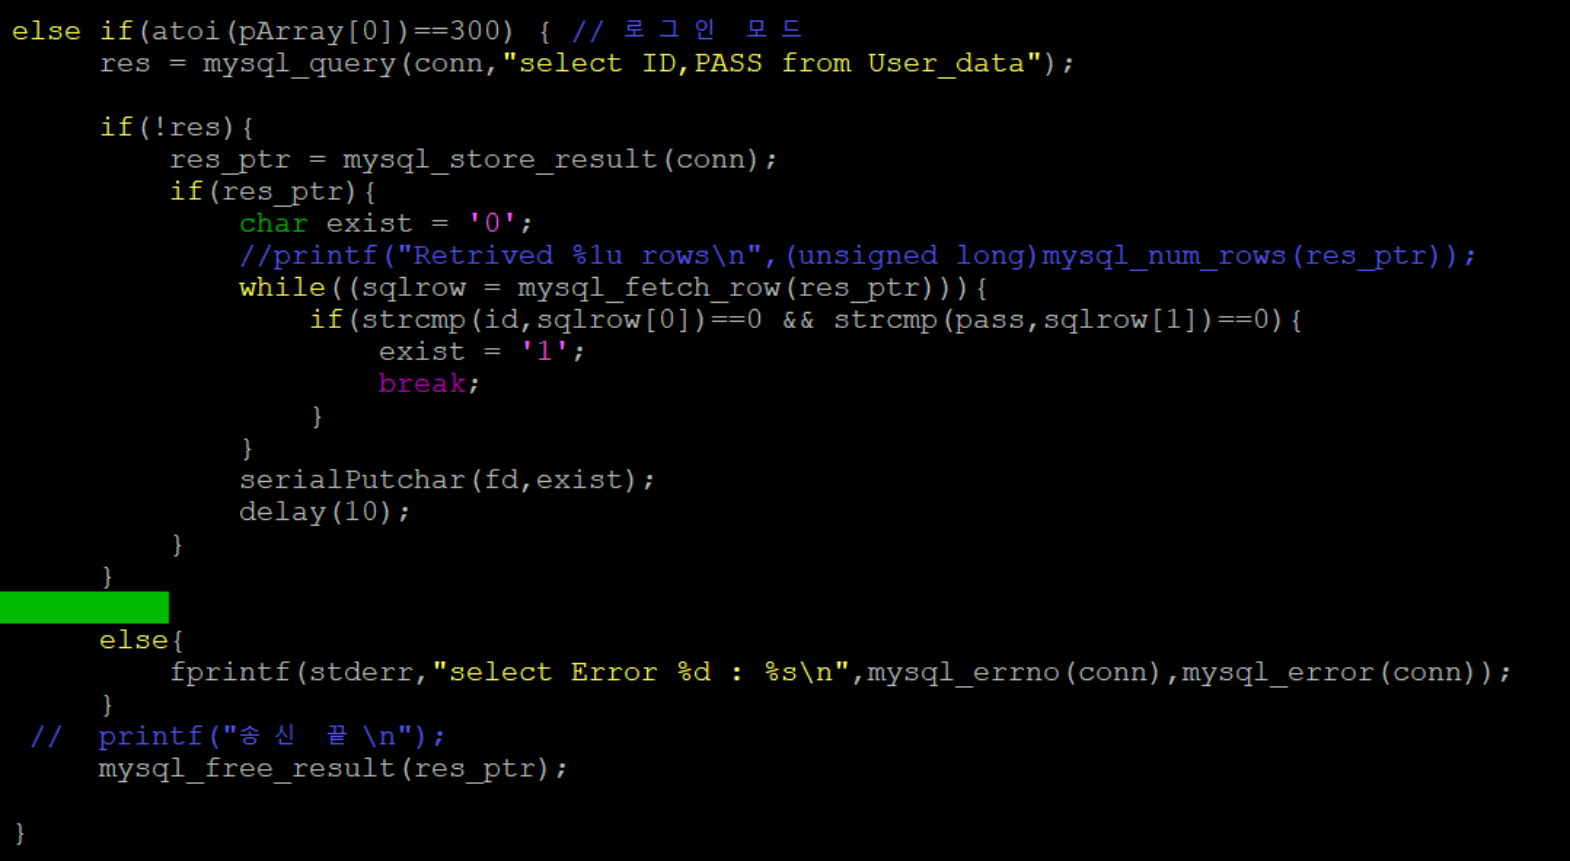 else if(atoi(pArray[0])==300) { // 로그인 모드
res = mysql_query(conn,"select ID,PASS from User_data");
if(!res){
res_ptr = mysql_store_result(conn);
if(res_ptr){
char exist = '0';
//printf("Retrived %lu rows\n",(unsigned long)mysql_num_rows(res_ptr));
while((sqlrow = mysql_fetch_row(res_ptr))){
if(strcmp(id,sqlrow[0])==0 && strcmp(pass,sqlrow[1])==0){
exist = '1';
break;
}
}
serialPutchar(fd,exist);
delay(10);
}
}
else{
fprintf(stderr,"select Error %d : %s\n",mysql_errno(conn),mysql_error(conn));
}
// printf("송신 끝\n");
mysql_free_result(res_ptr);
}